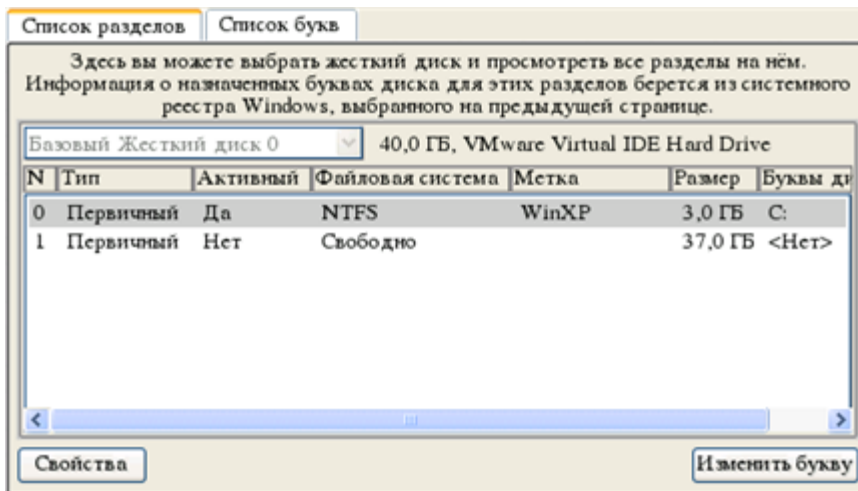 Список разделов Список букв
Здесь вы можете выбрать жесткий диск и просмотреть все разделы на нём.
Информация о назначенных буквах диска для этих разделов берется из системного
реестра Windows, выбранного на предыдущей странице.
Базовый Жесткий диск 0 40,0 ГБ, VMware Virtual IDE Hard Drive
N Тип Активный Файловая система Метка Размер Буквы ди
0 Первичный Да NTFS WinXP 3,0 ГБ C:
1 Первичный Нет Свободно 37,0 ГБ <Нет>
Свойства Изменить букву